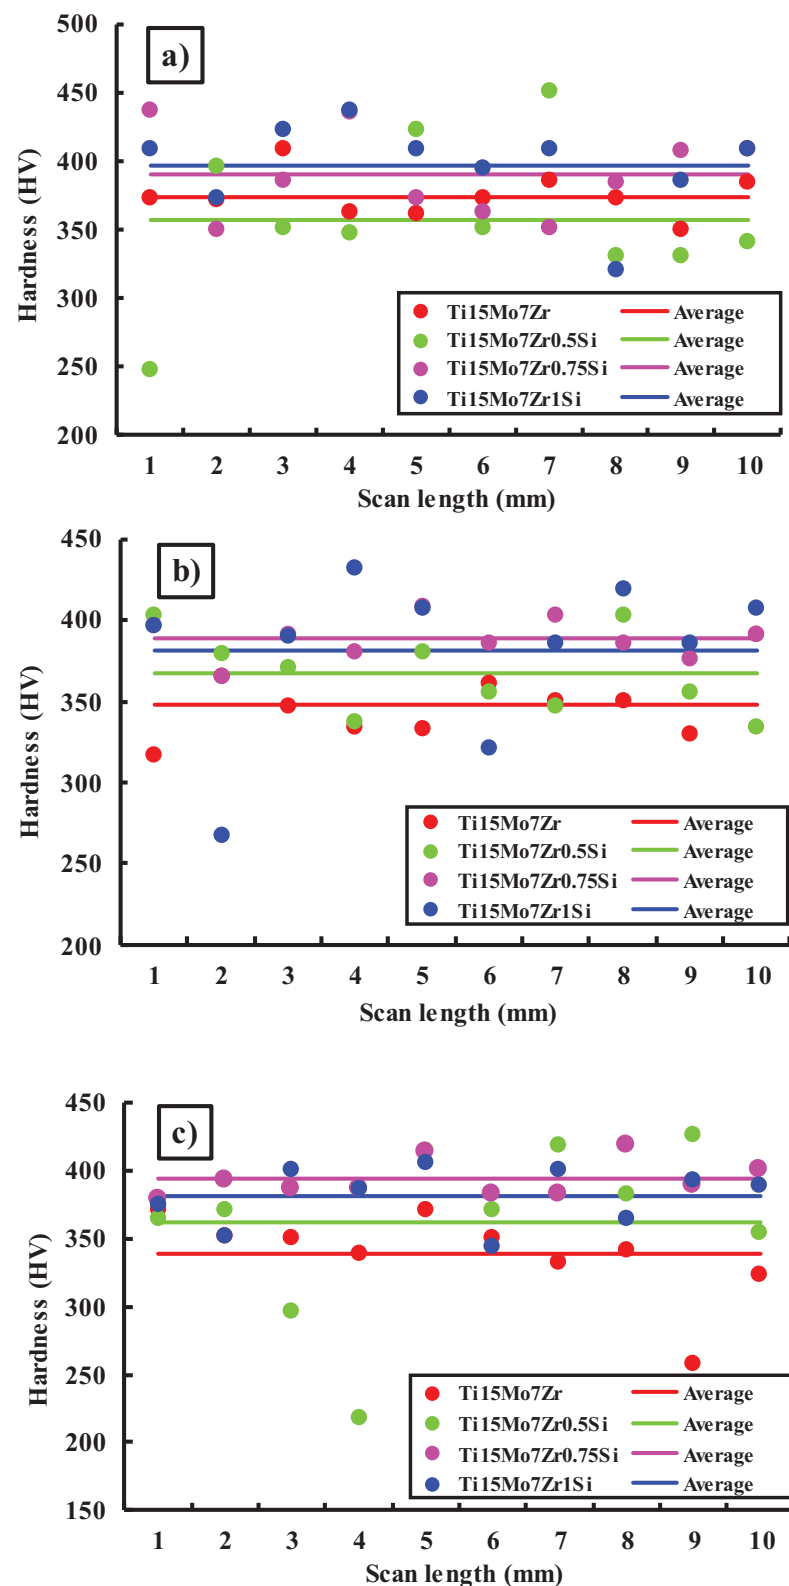 a)
Hardness (HV)
500
450
400
350
300
250
200
Ti15Mo7Zr Average
Ti15Mo7Zr0.5Si Average
Ti15Mo7Zr0.75Si Average
Ti15Mo7Zr1Si Average
1 2 3 4 5 6 7 8 9 10
Scan length (mm)
b)
Hardness (HV)
450
400
350
300
250
200
Ti15Mo7Zr Average
Ti15Mo7Zr0.5Si Average
Ti15Mo7Zr0.75Si Average
Ti15Mo7Zr1Si Average
1 2 3 4 5 6 7 8 9 10
Scan length (mm)
c)
Hardness (HV)
450
400
350
300
250
200
150
Ti15Mo7Zr Average
Ti15Mo7Zr0.5Si Average
Ti15Mo7Zr0.75Si Average
Ti15Mo7Zr1Si Average
1 2 3 4 5 6 7 8 9 10
Scan length (mm)